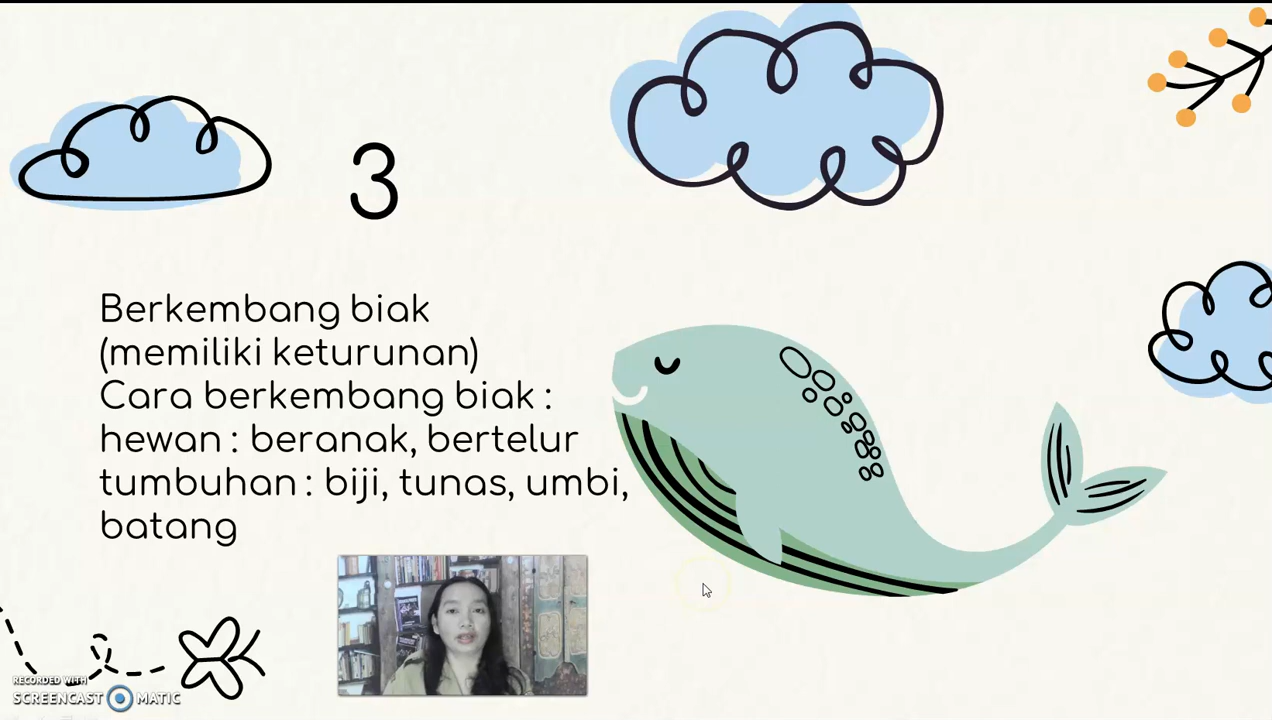 3
Berkembang biak
(memiliki keturunan)
Cara berkembang biak :
hewan : beranak, bertelur
tumbuhan : biji, tunas, umbi,
batang
RECORDED WITH
SCREENCAST MATIC